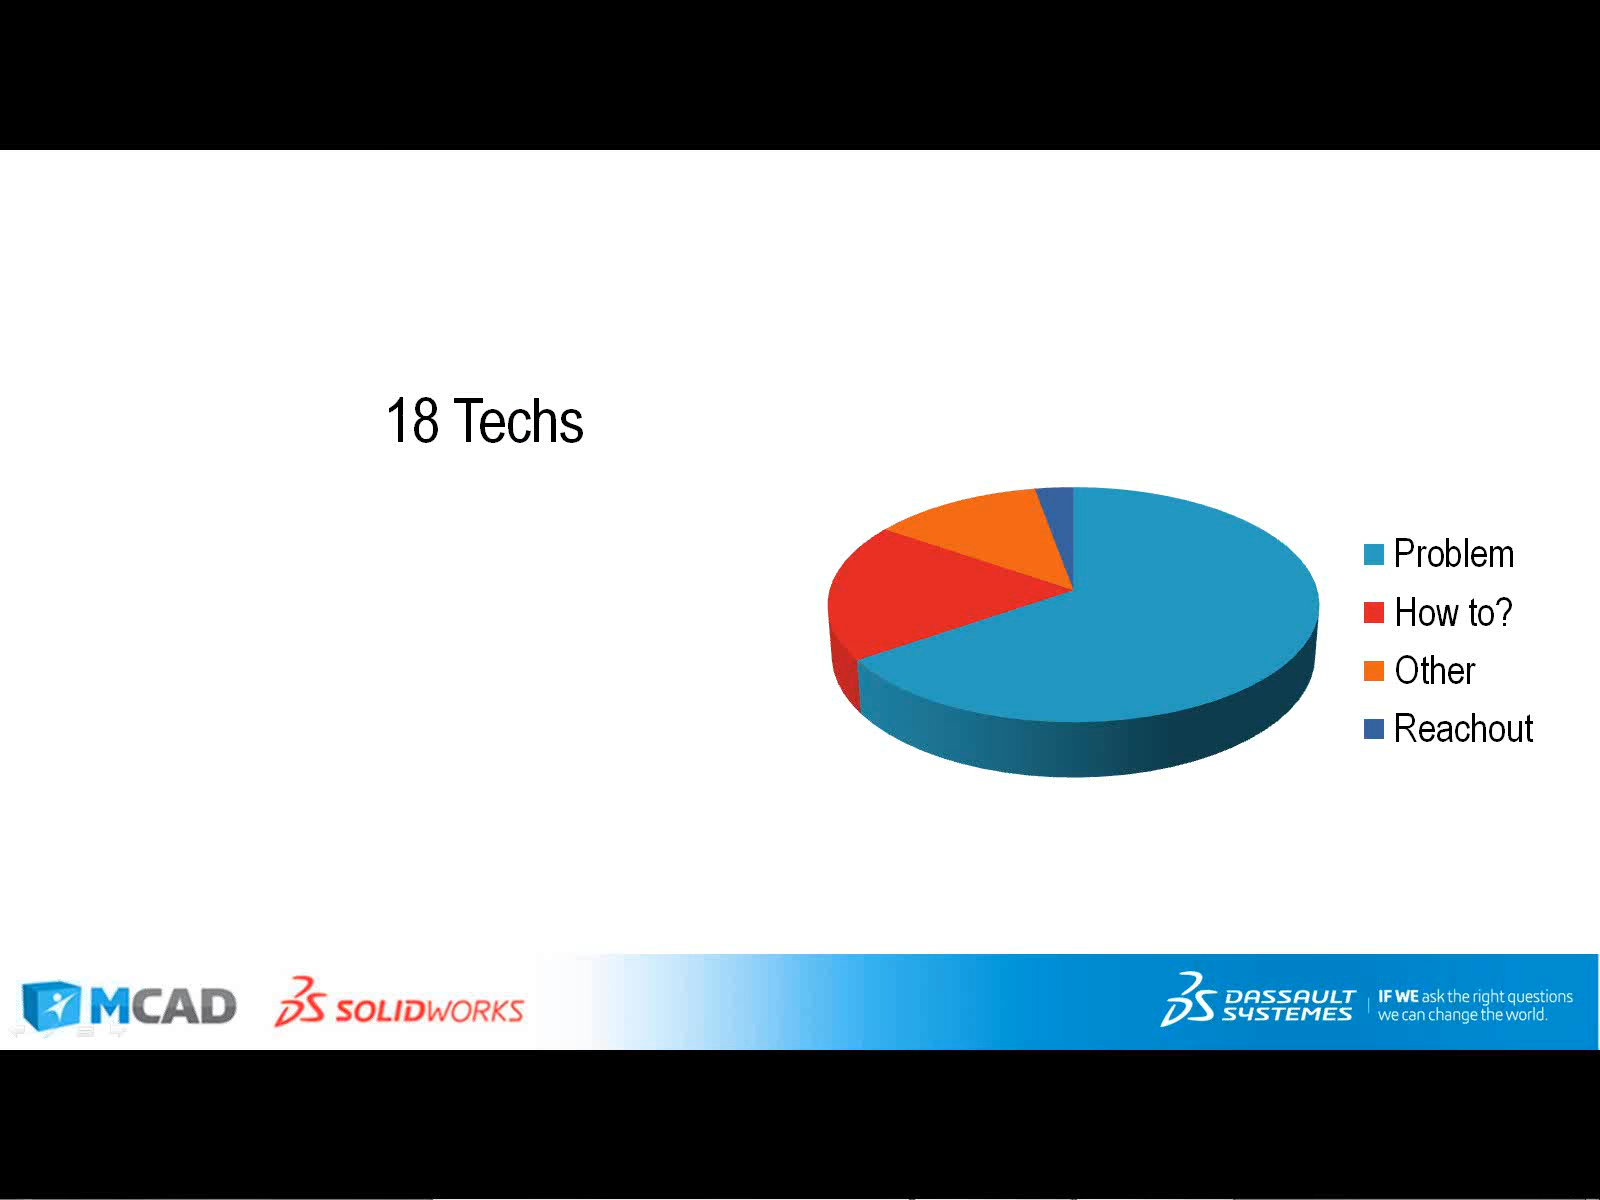 18 Techs
Problem
How to?
Other
Reachout
MCAD
SOLIDWORKS
DASSAULT
SYSTEMES
IF WE ask the right questions
we can change the world.